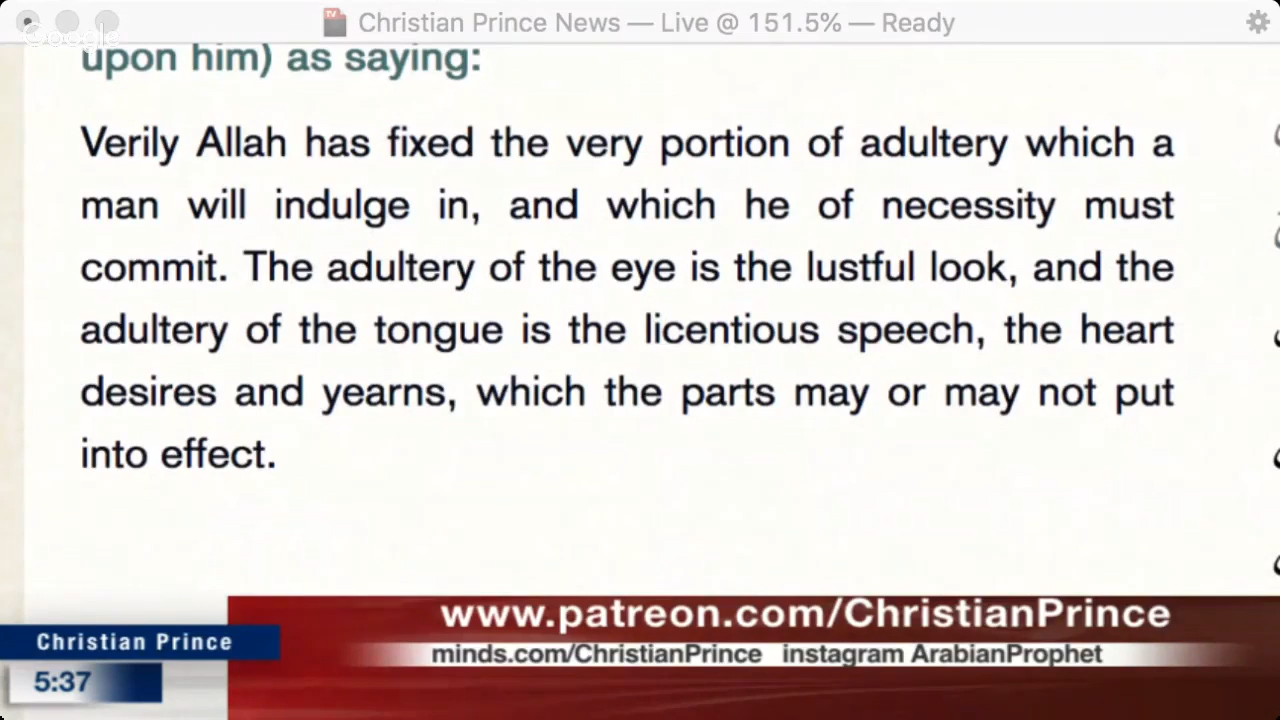 Christian Prince News — Live @ 151.5% — Ready
Google
upon him) as saying:
Verily Allah has fixed the very portion of adultery which a
man will indulge in, and which he of necessity must
commit. The adultery of the eye is the lustful look, and the
adultery of the tongue is the licentious speech, the heart
desires and yearns, which the parts may or may not put
into effect.
www.patreon.com/ChristianPrince
Christian Prince
minds.com/ChristianPrince instagram ArabianProphet
5:37